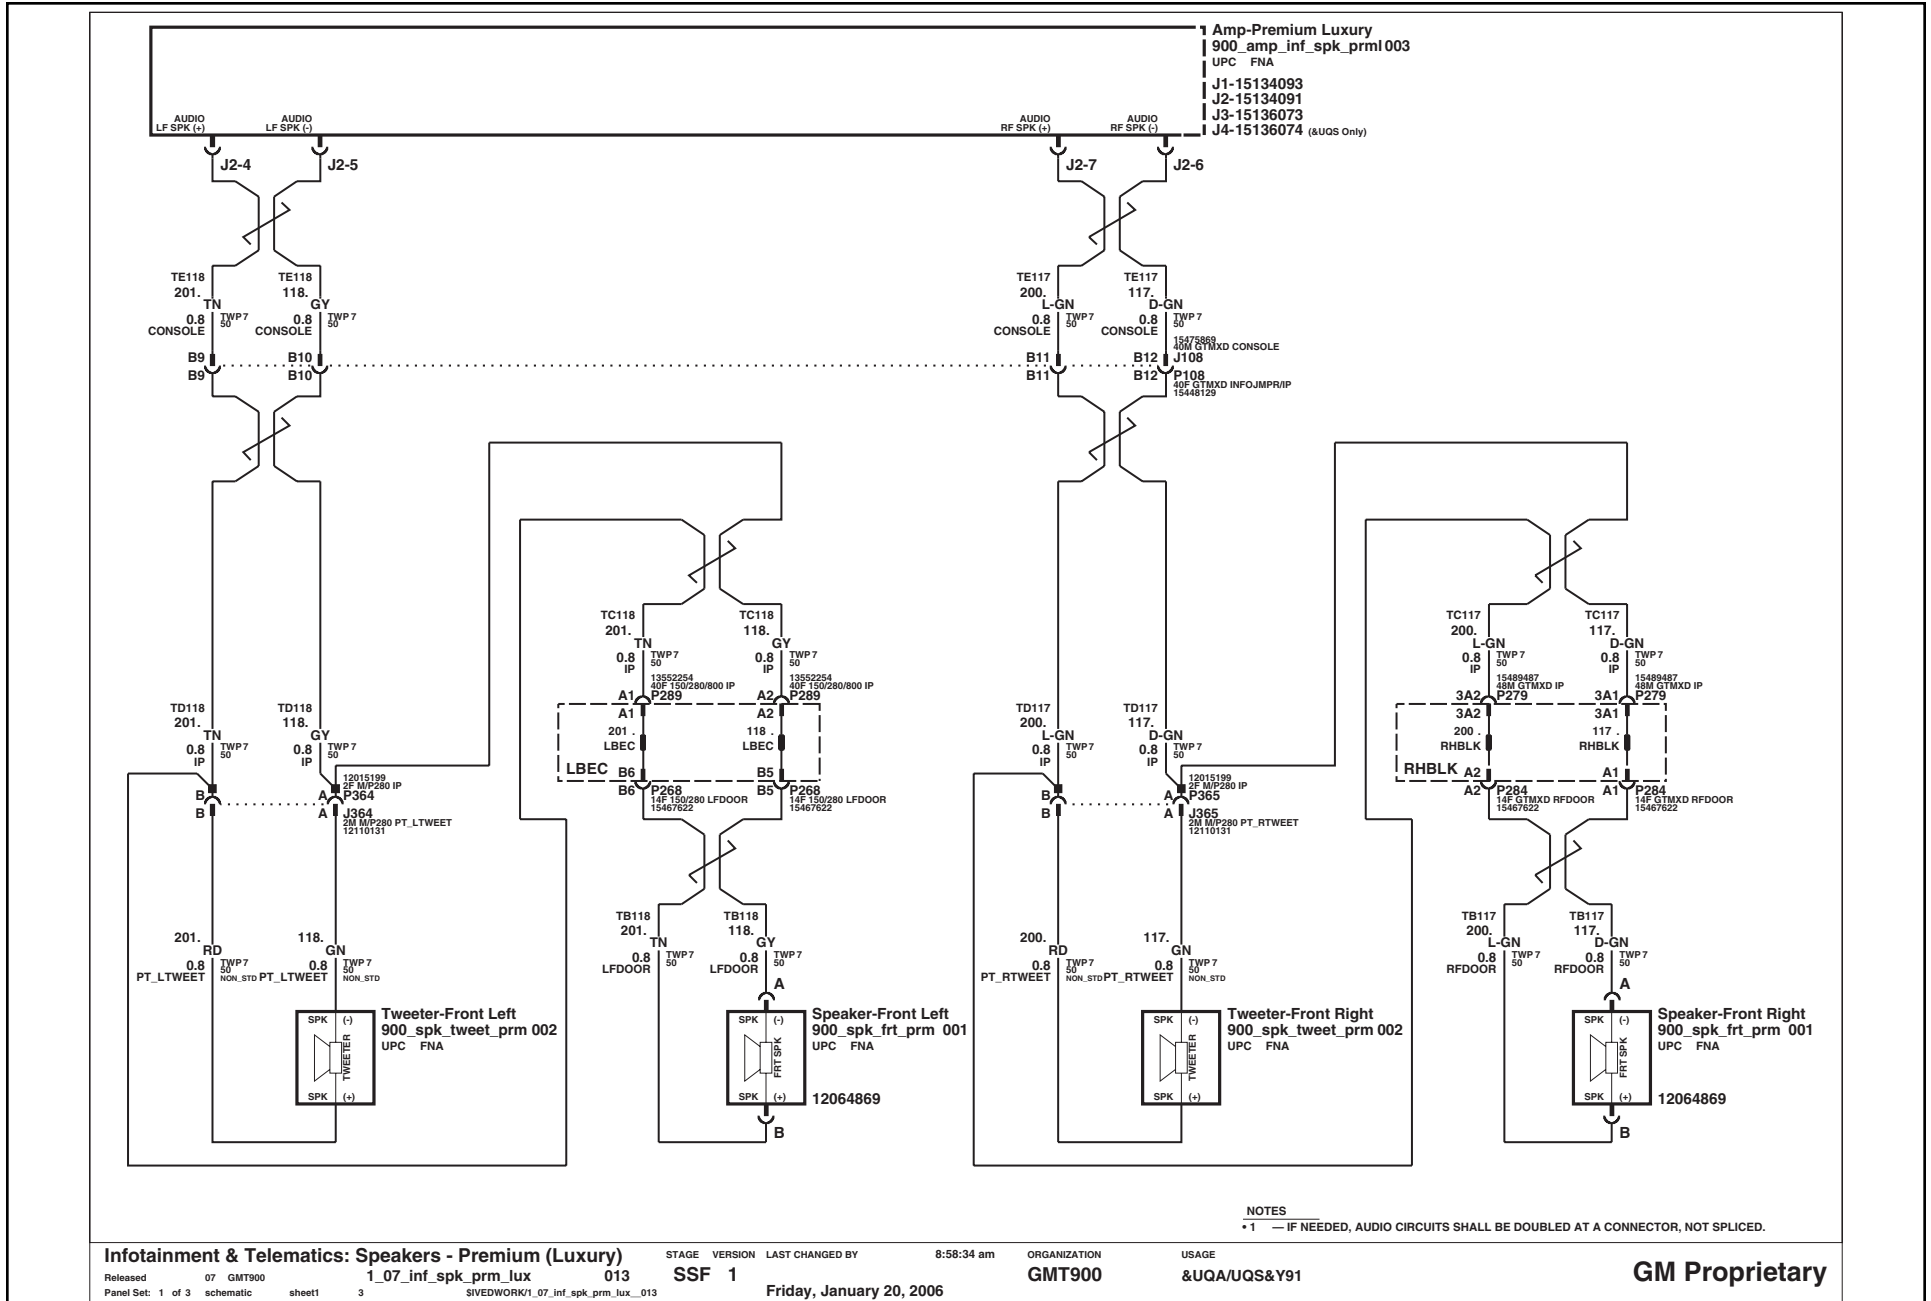 Amp-Premium Luxury
900_amp_inf_spk_prml 003
UPC FNA
J1-15134093
J2-15134091
J3-15136073
J4-15136074 (&UQS Only)
AUDIO
LF SPK (+)
AUDIO
LF SPK (-)
AUDIO
RF SPK (+)
AUDIO
RF SPK (-)
J2-4
J2-5
J2-7
J2-6
TE118
201.
TN
0.8
TWP 7
50
CONSOLE
TE118
118.
GY
0.8
TWP 7
50
CONSOLE
TE117
200.
L-GN
0.8
TWP 7
50
CONSOLE
TE117
117.
D-GN
0.8
TWP 7
50
CONSOLE
15475869
40M GTMXD CONSOLE
B9
B10
B11
B12 J108
B9
B10
B11
B12 P108
40F GTMXD INFOJMPR/IP
15448129
TC118
201.
TN
0.8
TWP 7
50
IP
TC118
118.
GY
0.8
TWP 7
50
IP
13552254
40F 150/280/800 IP
A1 P289
13552254
40F 150/280/800 IP
A2 P289
A1
A2
201 .
LBEC
118 .
LBEC
LBEC
B6
B5
B6 P268
14F 150/280 LFDOOR
15467622
B5 P268
14F 150/280 LFDOOR
15467622
TC117
200.
L-GN
0.8
TWP 7
50
IP
TC117
117.
D-GN
0.8
TWP 7
50
IP
15489487
48M GTMXD IP
3A2 P279
15489487
48M GTMXD IP
3A1 P279
3A2
3A1
200 .
RHBLK
117 .
RHBLK
RHBLK
A2
A1
A2 P284
14F GTMXD RFDOOR
15467622
A1 P284
14F GTMXD RFDOOR
15467622
TD118
201.
TN
0.8
TWP 7
50
IP
TD118
118.
GY
0.8
TWP 7
50
IP
12015199
2F M/P280 IP
B
A P364
B
A J364
2M M/P280 PT_LTWEET
12110131
TD117
200.
L-GN
0.8
TWP 7
50
IP
TD117
117.
D-GN
0.8
TWP 7
50
IP
12015199
2F M/P280 IP
B
A P365
B
A J365
2M M/P280 PT_RTWEET
12110131
201.
RD
0.8
TWP 7
50
PT_LTWEET NON_STD
118.
GN
0.8
TWP 7
50
PT_LTWEET NON_STD
TB118
201.
TN
0.8
TWP 7
50
LFDOOR
TB118
118.
GY
0.8
TWP 7
50
LFDOOR
A
200.
RD
0.8
TWP 7
50
PT_RTWEET NON_STD
117.
GN
0.8
TWP 7
50
PT_RTWEET NON_STD
TB117
200.
L-GN
0.8
TWP 7
50
RFDOOR
TB117
117.
D-GN
0.8
TWP 7
50
RFDOOR
A
SPK (-)
TWEETER
SPK (+)
Tweeter-Front Left
900_spk_tweet_prm 002
UPC FNA
SPK (-)
FRT SPK
SPK (+)
B
Speaker-Front Left
900_spk_frt_prm 001
UPC FNA
12064869
SPK (-)
TWEETER
SPK (+)
Tweeter-Front Right
900_spk_tweet_prm 002
UPC FNA
SPK (-)
FRT SPK
SPK (+)
B
Speaker-Front Right
900_spk_frt_prm 001
UPC FNA
12064869
NOTES
• 1 — IF NEEDED, AUDIO CIRCUITS SHALL BE DOUBLED AT A CONNECTOR, NOT SPLICED.
Infotainment & Telematics: Speakers - Premium (Luxury)
Released 07 GMT900 1_07_inf_spk_prm_lux 013
Panel Set: 1 of 3 schematic sheet1 3 $IVEDWORK/1_07_inf_spk_prm_lux__013
STAGE VERSION LAST CHANGED BY 8:58:34 am
SSF 1
Friday, January 20, 2006
ORGANIZATION
GMT900
USAGE
&UQA/UQS&Y91
GM Proprietary